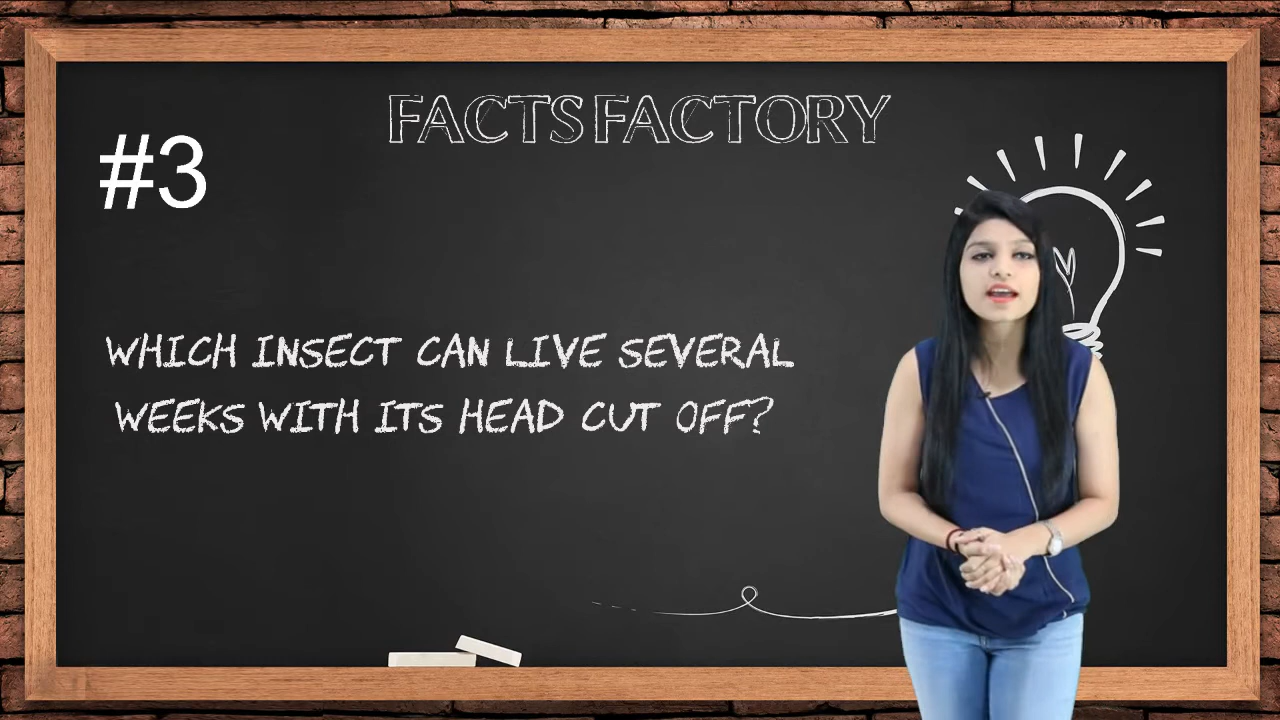 FACTS FACTORY
#3
WHICH INSECT CAN LIVE SEVERAL
WEEKS WITH ITS HEAD CUT OFF?